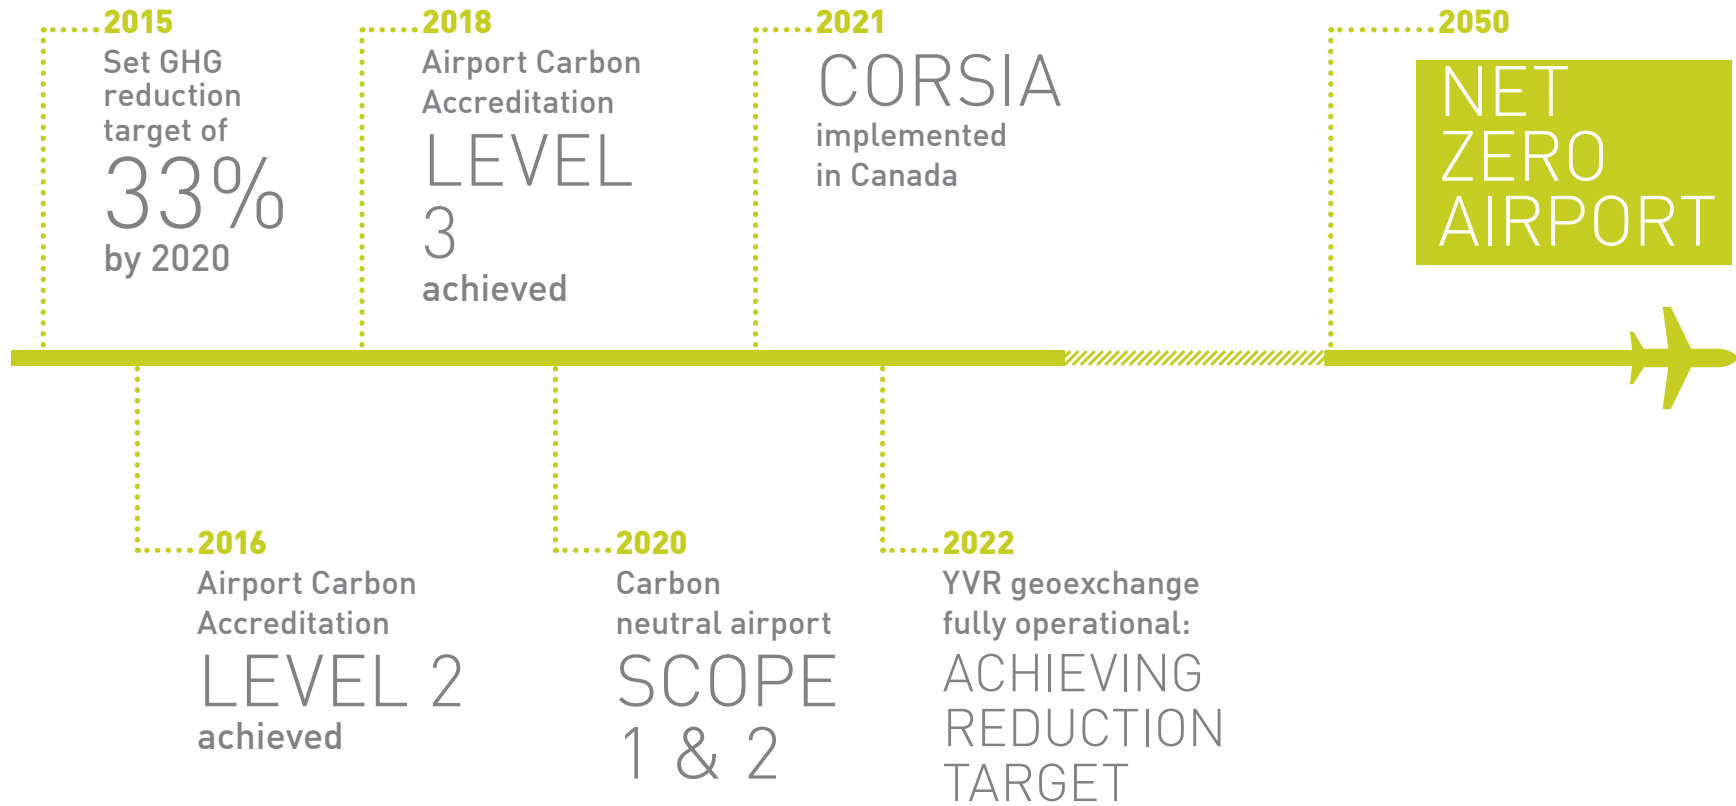 2015
Set GHG
reduction
target of
33%
by 2020
2018
Airport Carbon
Accreditation
LEVEL
3
achieved
2021
CORSIA
implemented
in Canada
2050
NET
ZERO
AIRPORT
2016
Airport Carbon
Accreditation
LEVEL 2
achieved
2020
Carbon
neutral airport
SCOPE
1 & 2
2022
YVR geoexchange
fully operational:
ACHIEVING
REDUCTION
TARGET